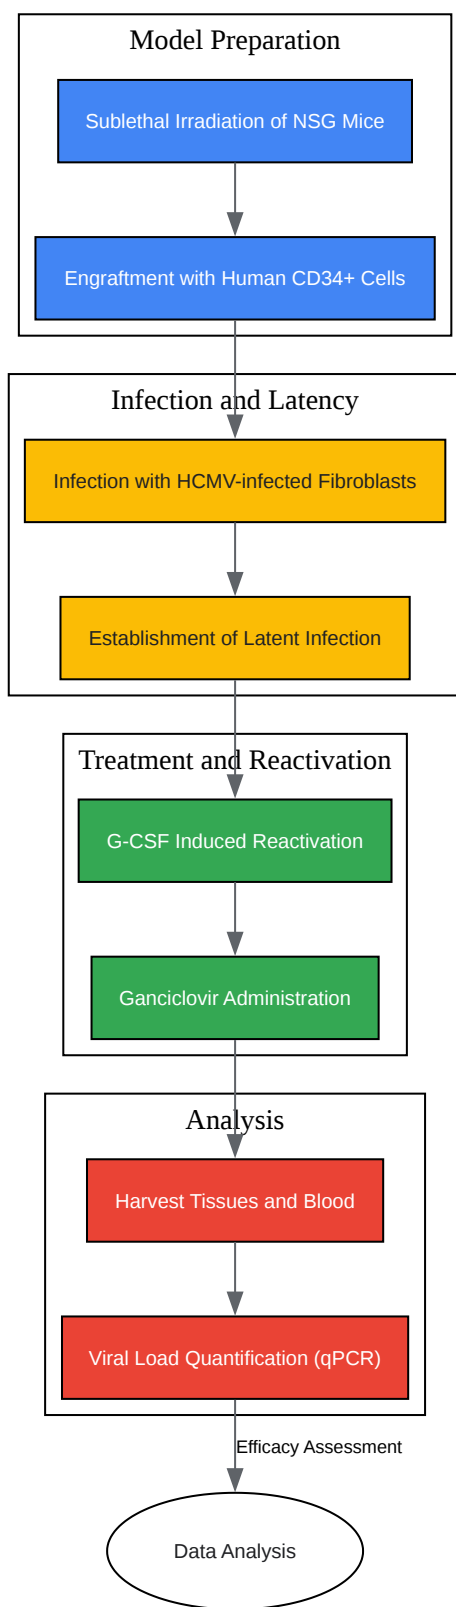 Model Preparation
Sublethal Irradiation of NSG Mice
Engraftment with Human CD34+ Cells
Infection and Latency
Infection with HCMV-infected Fibroblasts
Establishment of Latent Infection
Treatment and Reactivation
G-CSF Induced Reactivation
Ganciclovir Administration
Analysis
Harvest Tissues and Blood
Viral Load Quantification (qPCR)
Efficacy Assessment
Data Analysis